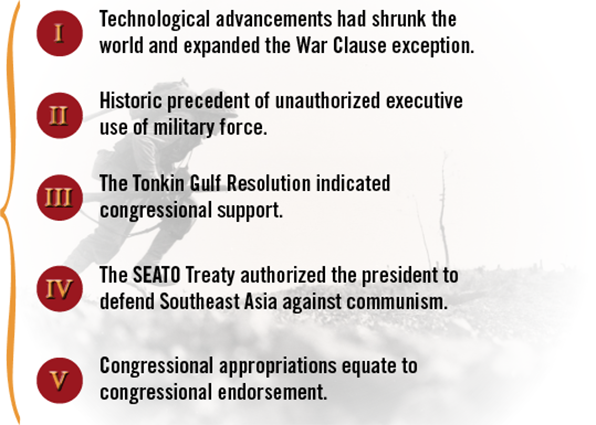 I
Technological advancements had shrunk the
world and expanded the War Clause exception.
II
Historic precedent of unauthorized executive
use of military force.
III
The Tonkin Gulf Resolution indicated
congressional support.
IV
The SEATO Treaty authorized the president to
defend Southeast Asia against communism.
V
Congressional appropriations equate to
congressional endorsement.